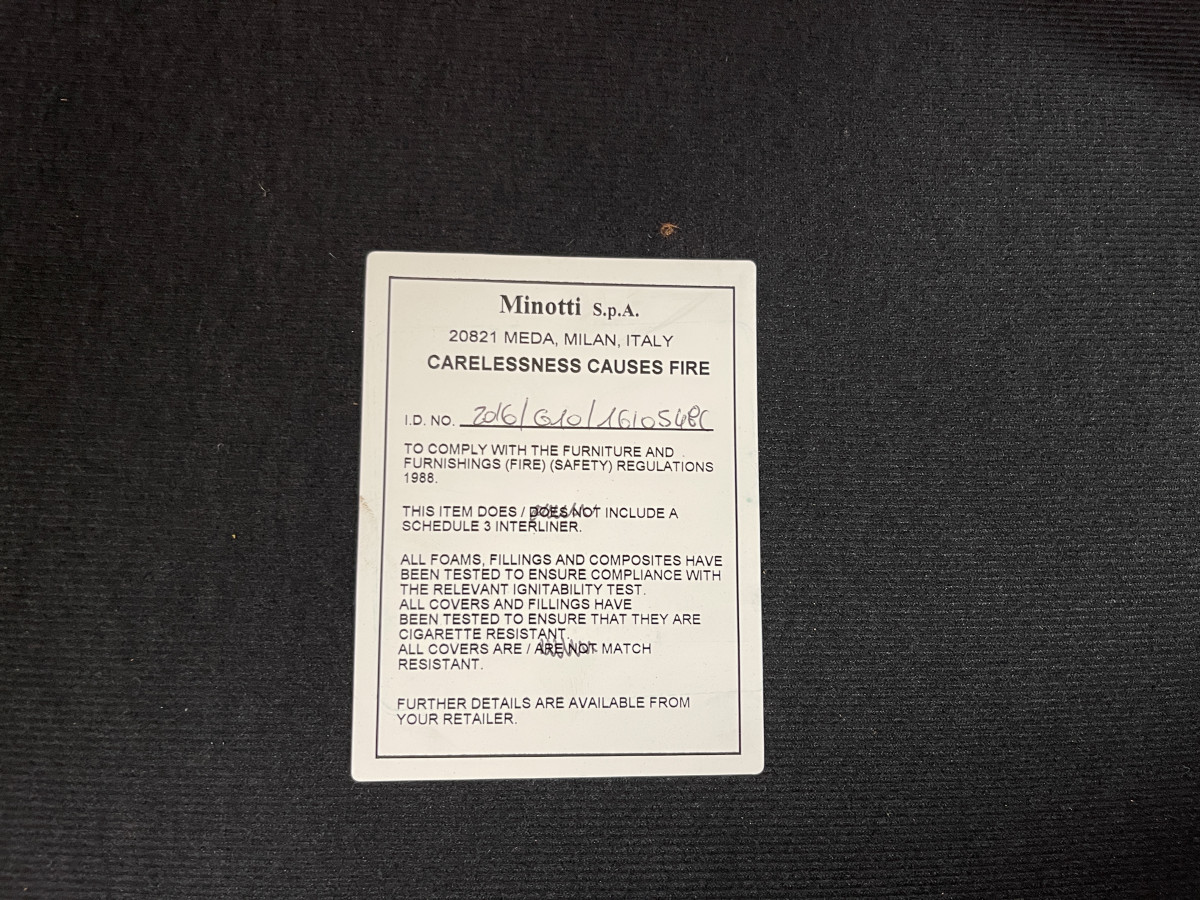 Minotti S.p.A.
20821 MEDA, MILAN, ITALY
CARELESSNESS CAUSES FIRE
I.D. NO. 2016/G10/161054BC
TO COMPLY WITH THE FURNITURE AND
FURNISHINGS (FIRE) (SAFETY) REGULATIONS
1988.
THIS ITEM DOES / DOES NOT INCLUDE A
SCHEDULE 3 INTERLINER.
ALL FOAMS, FILLINGS AND COMPOSITES HAVE
BEEN TESTED TO ENSURE COMPLIANCE WITH
THE RELEVANT IGNITABILITY TEST.
ALL COVERS AND FILLINGS HAVE
BEEN TESTED TO ENSURE THAT THEY ARE
CIGARETTE RESISTANT.
ALL COVERS ARE / ARE NOT MATCH
RESISTANT.
FURTHER DETAILS ARE AVAILABLE FROM
YOUR RETAILER.